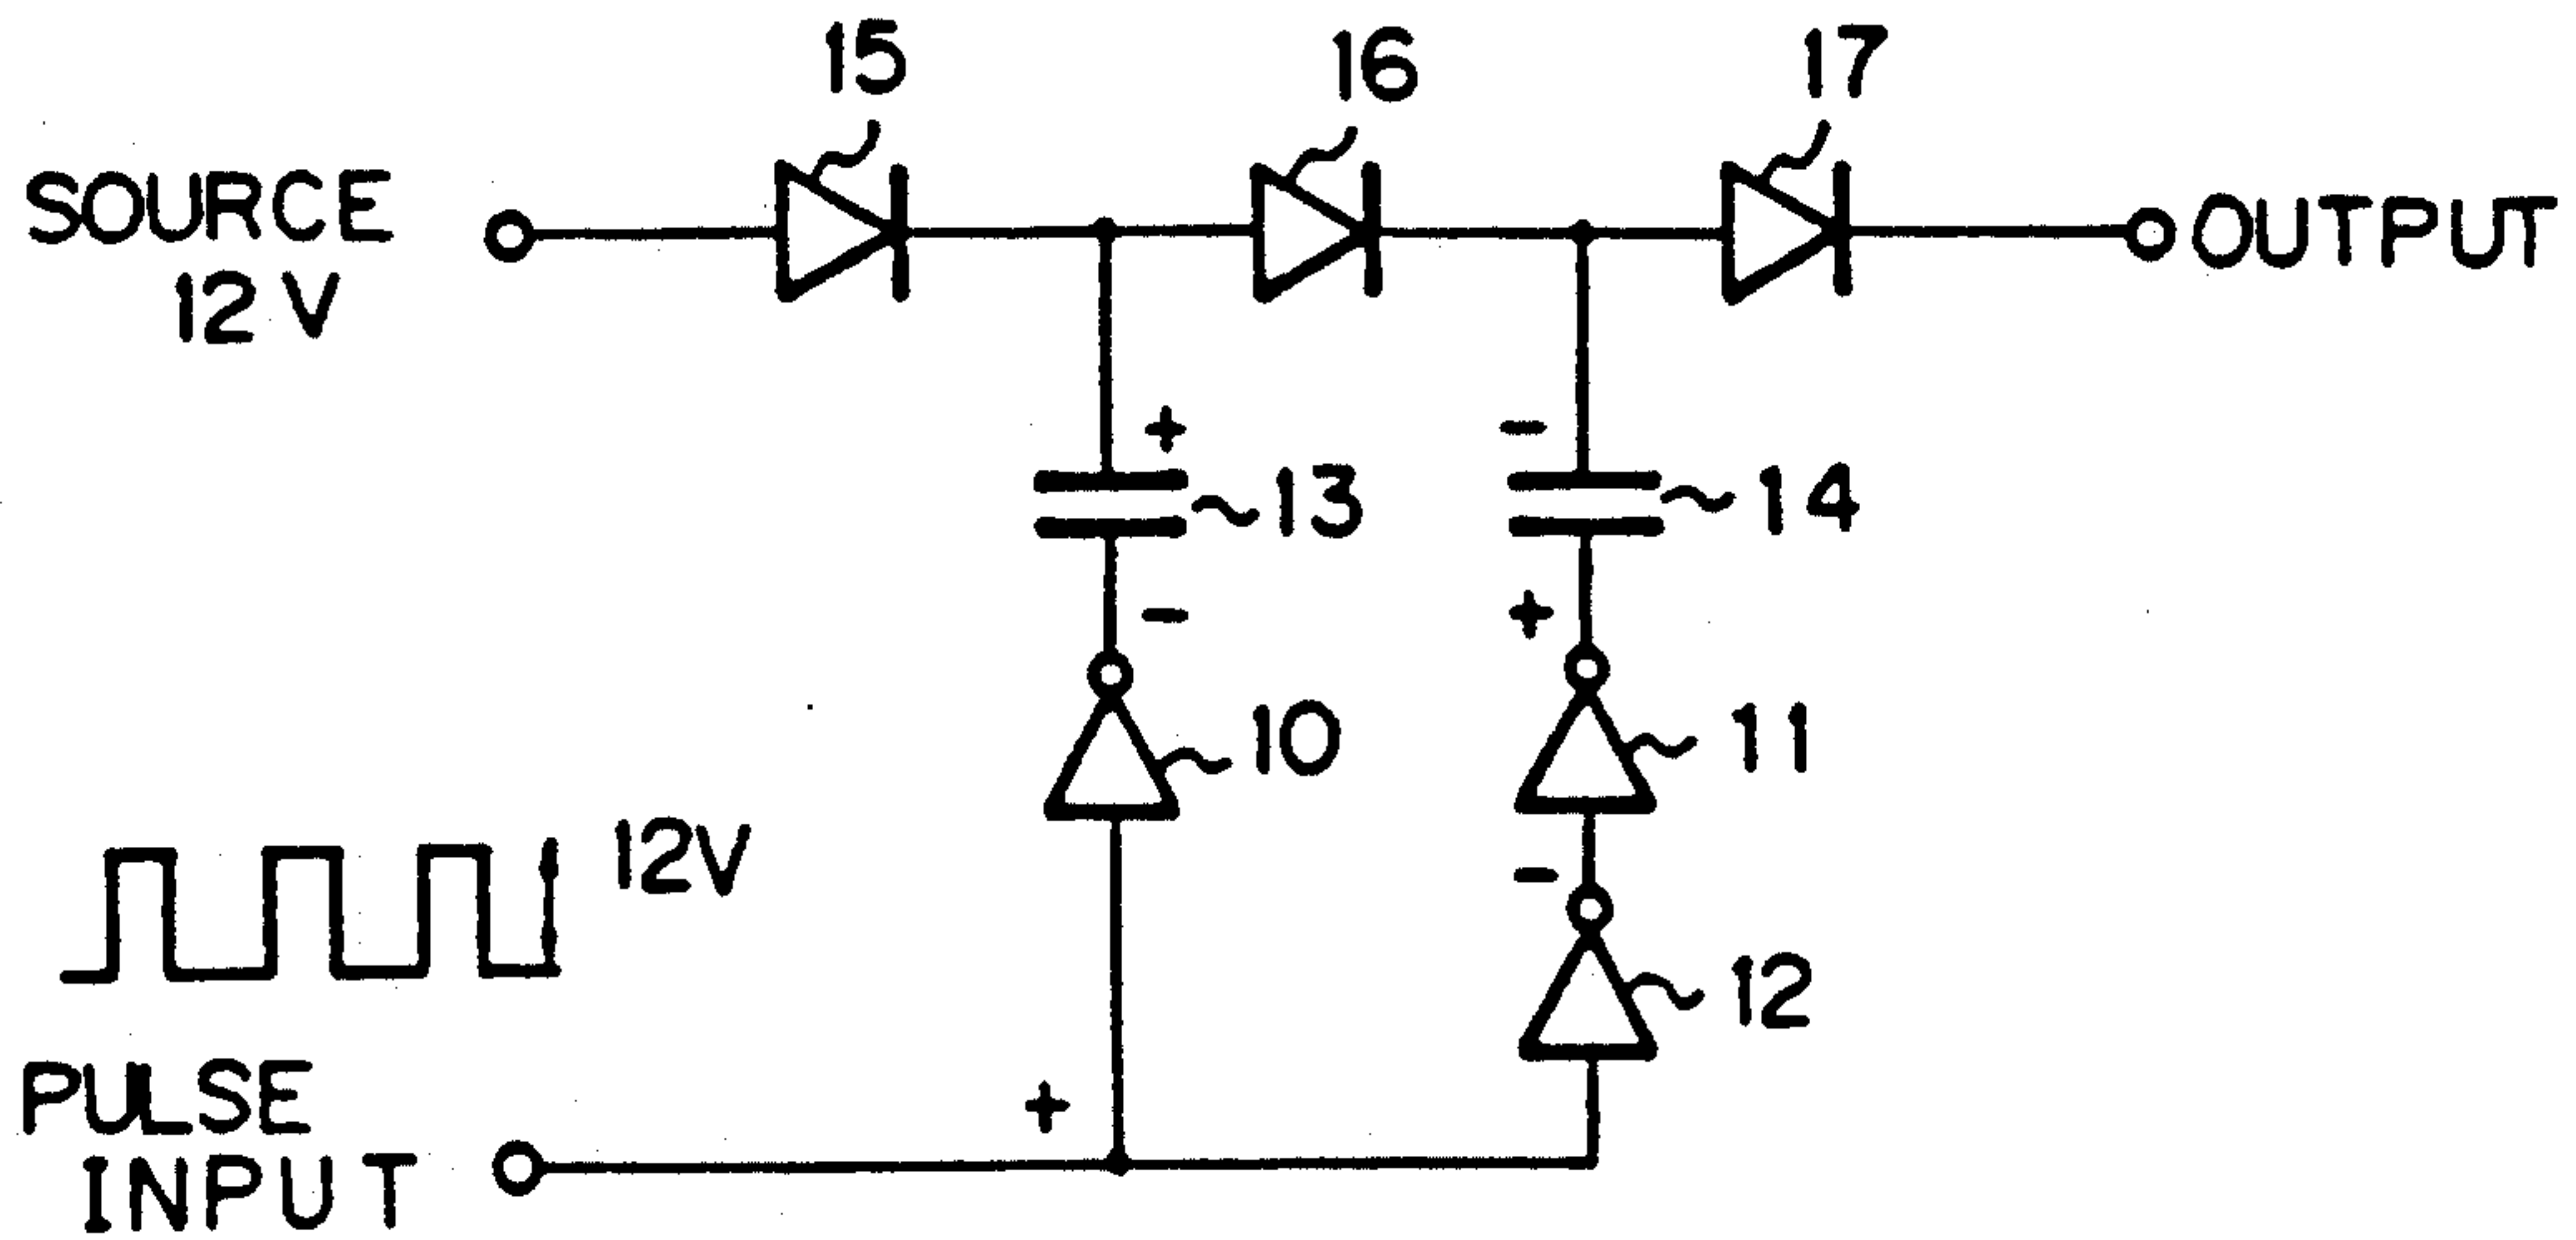 15 16 17
SOURCE
12 V
OUTPUT
+ -
13 14
- +
10 11
12V
-
12
PULSE
+
INPUT